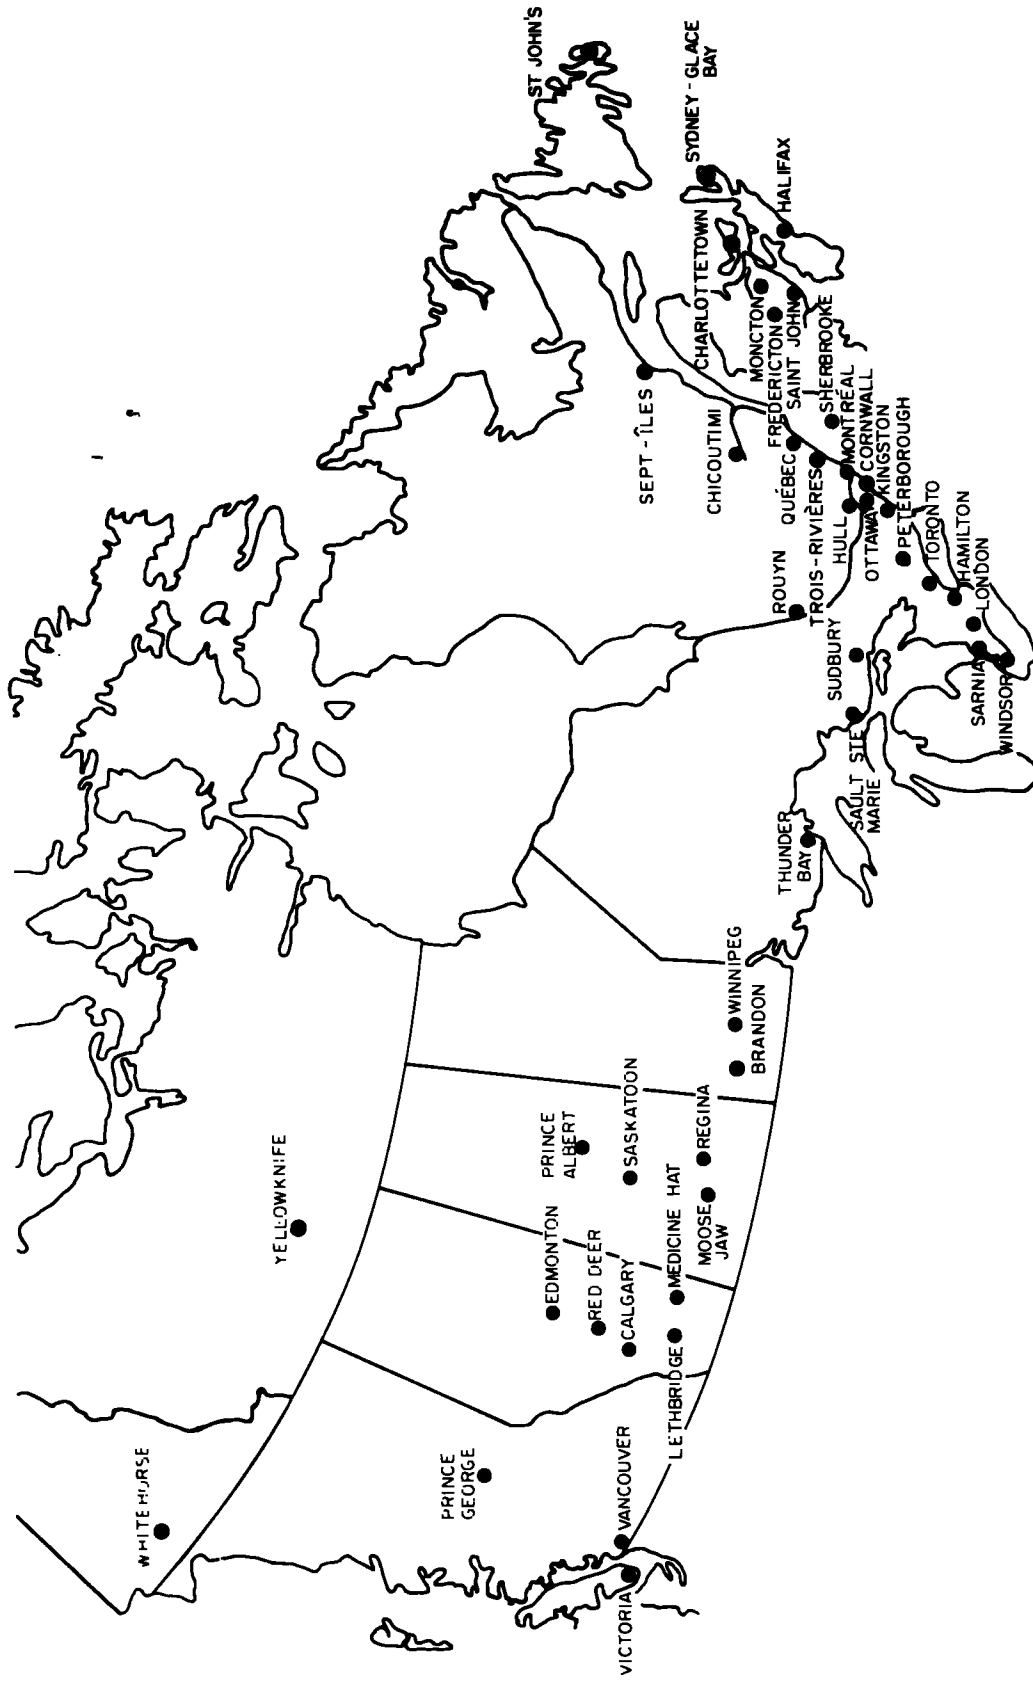 WHITEHORSE
YELLOWKNIFE
PRINCE
GEORGE
VICTORIA
VANCOUVER
EDMONTON
RED DEER
CALGARY
LETHBRIDGE
MEDICINE HAT
PRINCE
ALBERT
SASKATOON
MOOSE
JAW
REGINA
BRANDON
WINNIPEG
THUNDER
BAY
SAULT STE
MARIE
SUDBURY
ROUYN
WINDSOR
SARNIA
LONDON
HAMILTON
TORONTO
PETERBOROUGH
KINGSTON
CORNWALL
OTTAWA
HULL
MONTRÉAL
TROIS-RIVIÈRES
SHERBROOKE
QUÉBEC
CHICOUTIMI
SEPT-ÎLES
FREDERICTON
SAINT JOHN
MONCTON
CHARLOTTETOWN
HALIFAX
SYDNEY-GLACE
BAY
ST JOHN'S